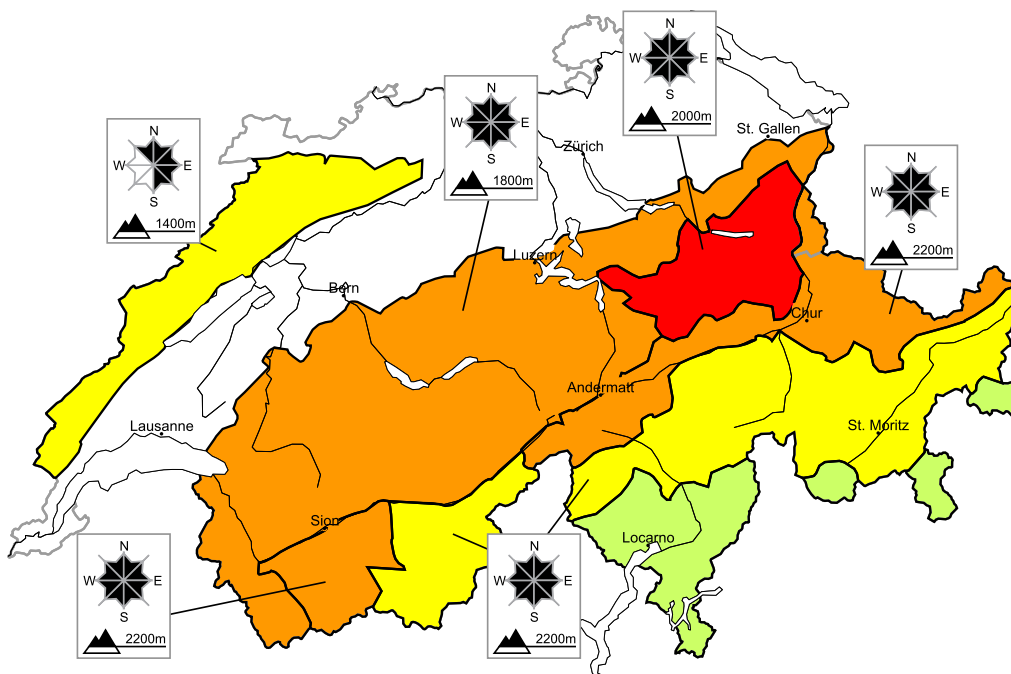 N
W E
S
2000m
N
W E
S
1800m
N
W E
S
1400m
N
W E
S
2200m
St. Gallen
Zürich
Luzern
Bern
Chur
Andermatt
Lausanne
St. Moritz
Sion
Locarno
N
W E
S
2200m
N
W E
S
2200m